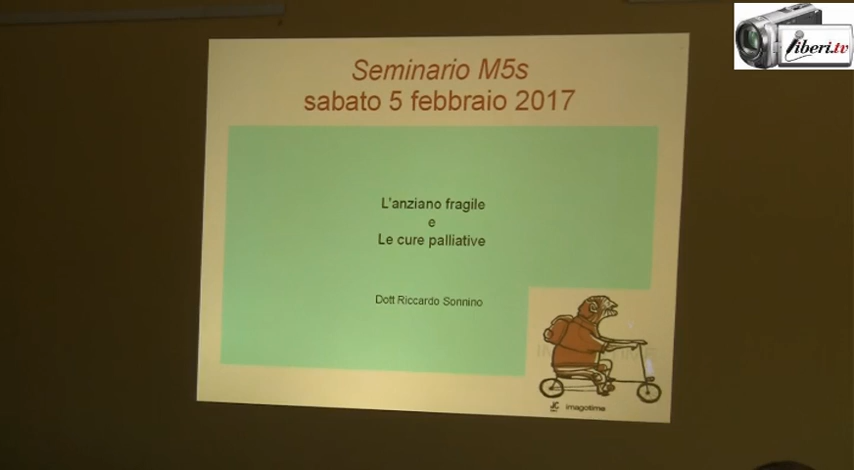 Seminario M5s
sabato 5 febbraio 2017
L'anziano fragile
e
Le cure palliative
Dott Riccardo Sonnino
imagotime
liberi.tv